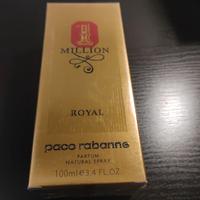 1
MILLION
ROYAL
paco rabanne
PARFUM
NATURAL SPRAY
100ml℮3.4 FL.OZ.